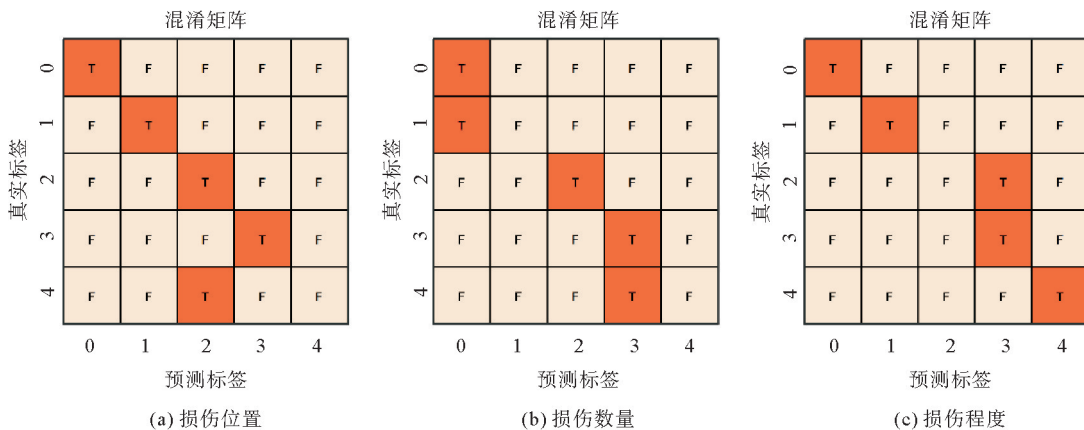 混淆矩阵
0 T F F F F
1 F T F F F
2 F F T F F
3 F F F T F
4 F F T F F
0 1 2 3 4
真实标签
预测标签
(a) 损伤位置
混淆矩阵
0 T F F F F
1 T F F F F
2 F F T F F
3 F F F T F
4 F F F T F
0 1 2 3 4
真实标签
预测标签
(b) 损伤数量
混淆矩阵
0 T F F F F
1 F T F F F
2 F F F T F
3 F F F T F
4 F F F F T
0 1 2 3 4
真实标签
预测标签
(c) 损伤程度